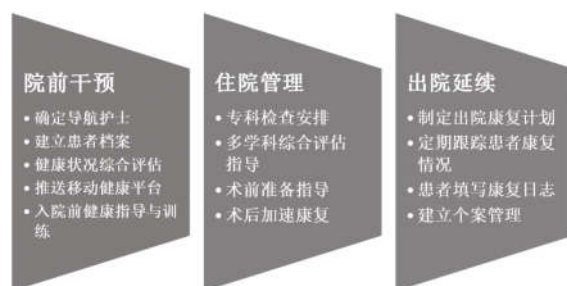 院前干预
• 确定导航护士
• 建立患者档案
• 健康状况综合评估
• 推送移动健康平台
• 入院前健康指导与训
练
住院管理
• 专科检查安排
• 多学科综合评估
指导
• 术前准备指导
• 术后加速康复
出院延续
• 制定出院康复计划
• 定期跟踪患者康复
情况
• 患者填写康复日志
• 建立个案管理